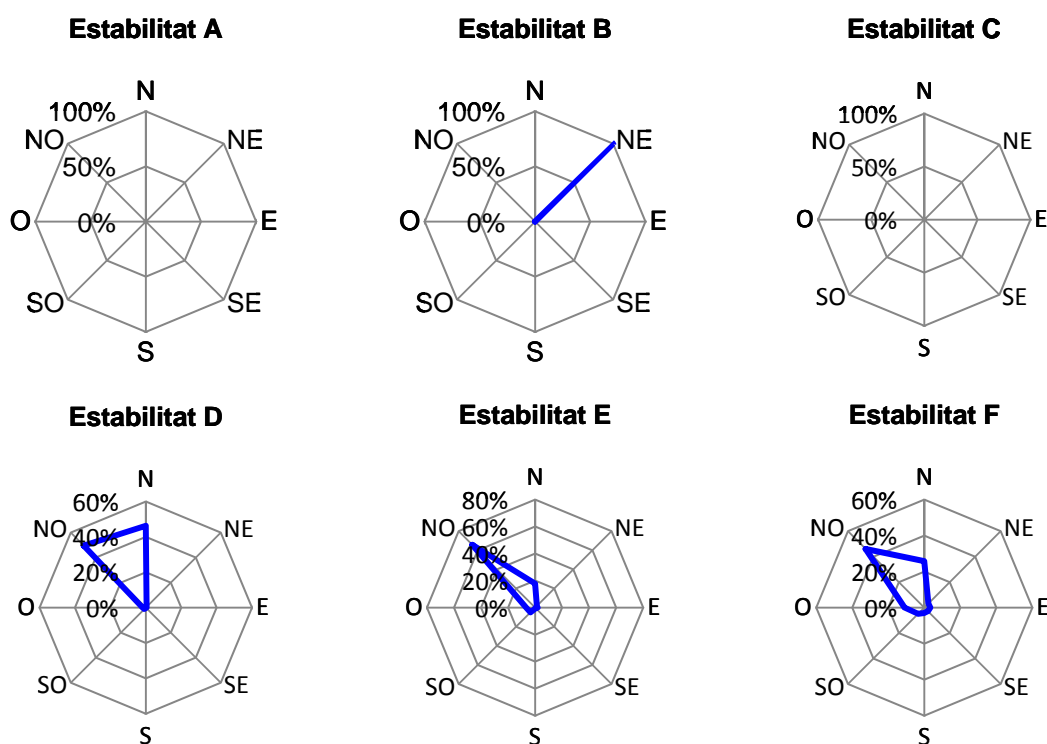 Estabilitat A
N
100%
NO
NE
50%
O
0%
E
SO
SE
S
Estabilitat B
N
100%
NO
NE
50%
O
0%
E
SO
SE
S
Estabilitat C
N
100%
NO
NE
50%
O
0%
E
SO
SE
S
Estabilitat D
N
60%
NO
NE
40%
20%
O
0%
E
SO
SE
S
Estabilitat E
N
80%
NO
60%
NE
40%
20%
O
0%
E
SO
SE
S
Estabilitat F
N
60%
NO
NE
40%
20%
O
0%
E
SO
SE
S